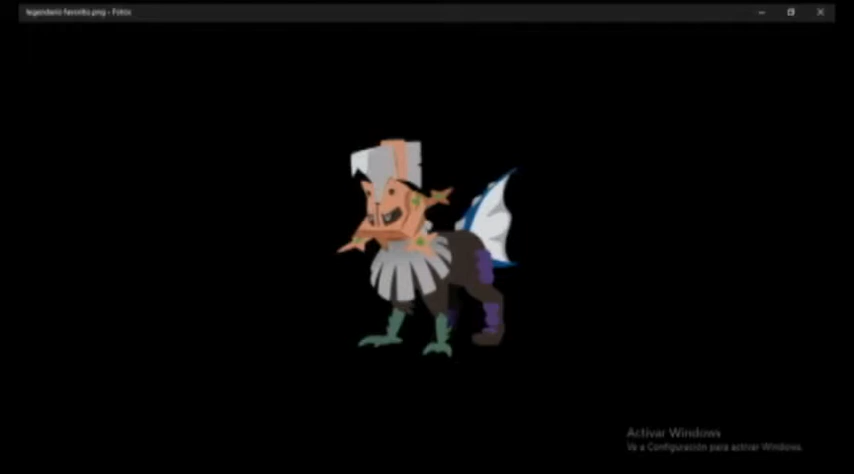 legendario favorito.png - Fotos
Activar Windows
Ve a Configuración para activar Windows.